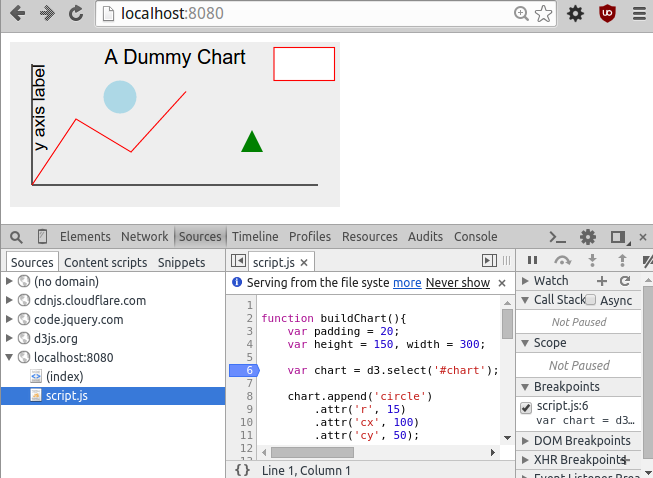 localhost:8080
A Dummy Chart
y axis label
Elements Network Sources Timeline Profiles Resources Audits Console
Sources Content scripts Snippets
(no domain)
cdnjs.cloudflare.com
code.jquery.com
d3js.org
localhost:8080
(index)
script.js
script.js ×
Serving from the file syste more Never show ×
1
2 function buildChart(){
3 var padding = 20;
4 var height = 150, width = 300;
5
6 var chart = d3.select('#chart');
7
8 chart.append('circle')
9 .attr('r', 15)
10 .attr('cx', 100)
11 .attr('cy', 50);
12
{ } Line 1, Column 1
Watch
Call Stack Async
Not Paused
Scope
Not Paused
Breakpoints
script.js:6
var chart = d3...
DOM Breakpoints
XHR Breakpoints